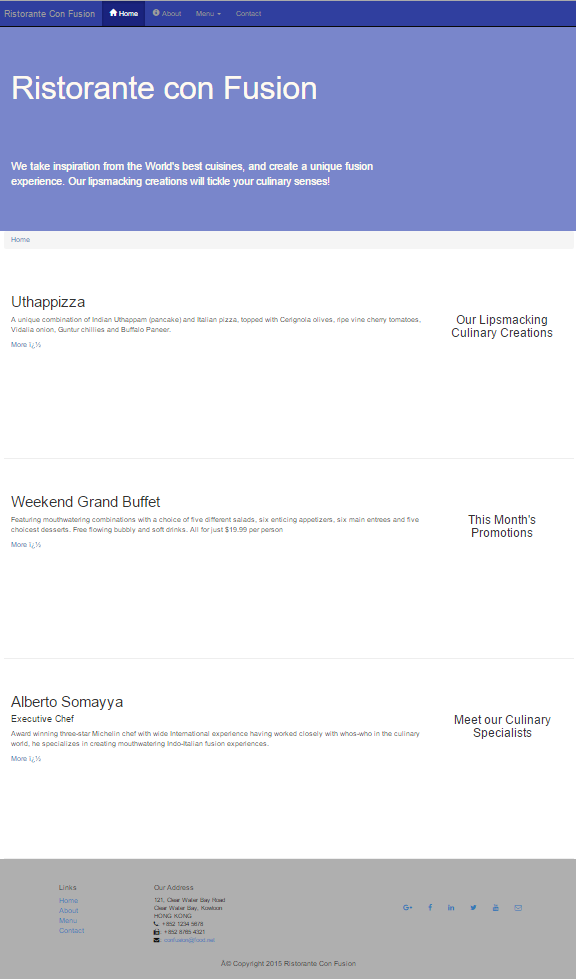 Ristorante Con Fusion Home About Menu Contact
Ristorante con Fusion
We take inspiration from the World's best cuisines, and create a unique fusion
experience. Our lipsmacking creations will tickle your culinary senses!
Home
Uthappizza
A unique combination of Indian Uthappam (pancake) and Italian pizza, topped with Cerignola olives, ripe vine cherry tomatoes,
Vidalia onion, Guntur chillies and Buffalo Paneer.
More ï¿½
Our Lipsmacking
Culinary Creations
Weekend Grand Buffet
Featuring mouthwatering combinations with a choice of five different salads, six enticing appetizers, six main entrees and five
choicest desserts. Free flowing bubbly and soft drinks. All for just $19.99 per person
More ï¿½
This Month's
Promotions
Alberto Somayya
Executive Chef
Award winning three-star Michelin chef with wide International experience having worked closely with whos-who in the culinary
world, he specializes in creating mouthwatering Indo-Italian fusion experiences.
More ï¿½
Meet our Culinary
Specialists
Links
Home
About
Menu
Contact
Our Address
121, Clear Water Bay Road
Clear Water Bay, Kowloon
HONG KONG
: +852 1234 5678
: +852 8765 4321
: confusion@food.net
Â© Copyright 2015 Ristorante Con Fusion